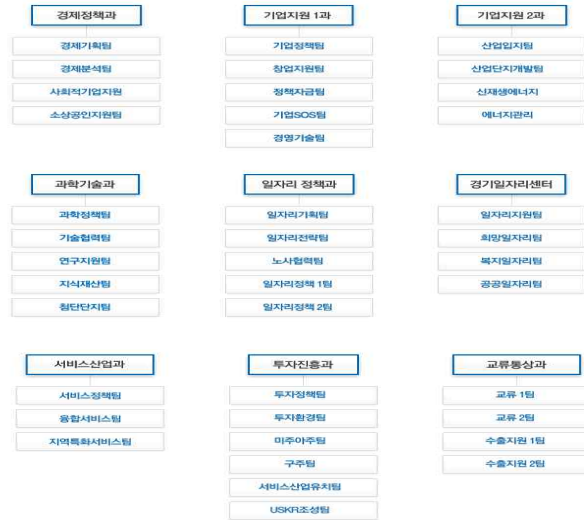 경제정책과
경제기획팀
경제분석팀
사회적기업지원
소상공인지원팀
기업지원 1과
기업정책팀
창업지원팀
정책자금팀
기업SOS팀
경영기술팀
기업지원 2과
산업입지팀
산업단지개발팀
신재생에너지
에너지관리
과학기술과
과학정책팀
기술협력팀
연구지원팀
지식재산팀
첨단단지팀
일자리 정책과
일자리기획팀
일자리전략팀
노사협력팀
일자리정책 1팀
일자리정책 2팀
경기일자리센터
일자리지원팀
희망일자리팀
복지일자리팀
공공일자리팀
서비스산업과
서비스정책팀
융합서비스팀
지역특화서비스팀
투자진흥과
투자정책팀
투자환경팀
미주아주팀
구주팀
서비스산업유치팀
USKR조성팀
교류통상과
교류 1팀
교류 2팀
수출지원 1팀
수출지원 2팀